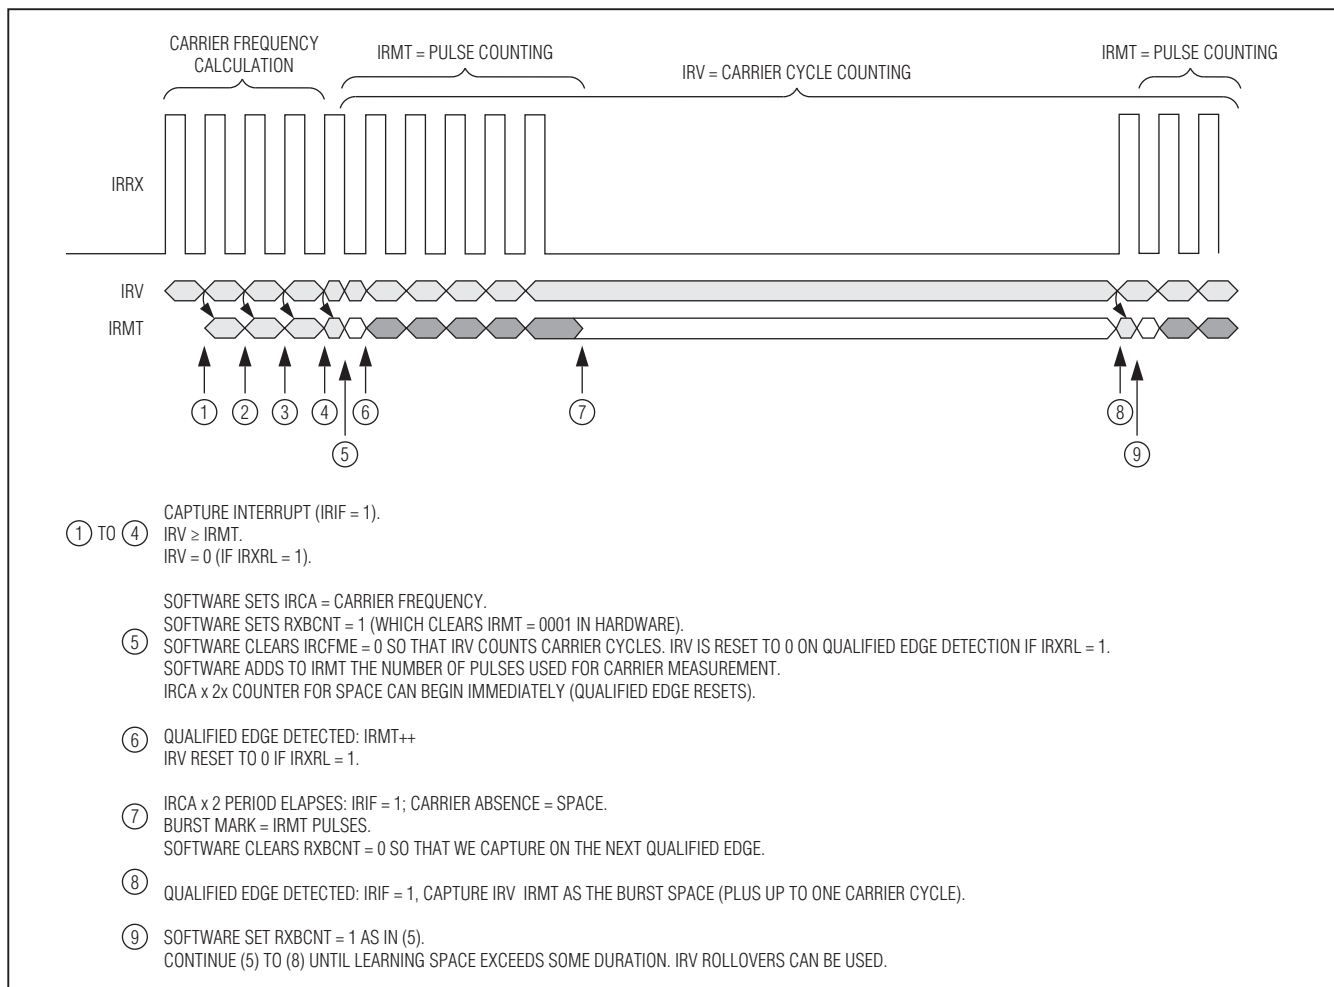 CARRIER FREQUENCY
CALCULATION
IRMT = PULSE COUNTING
IRV = CARRIER CYCLE COUNTING
IRMT = PULSE COUNTING
IRRX
IRV
IRMT
1
2
3
4
6
7
8
5
9
1 TO 4
CAPTURE INTERRUPT (IRIF = 1).
IRV ≥ IRMT.
IRV = 0 (IF IRXRL = 1).
5
SOFTWARE SETS IRCA = CARRIER FREQUENCY.
SOFTWARE SETS RXBCNT = 1 (WHICH CLEARS IRMT = 0001 IN HARDWARE).
SOFTWARE CLEARS IRCFME = 0 SO THAT IRV COUNTS CARRIER CYCLES. IRV IS RESET TO 0 ON QUALIFIED EDGE DETECTION IF IRXRL = 1.
SOFTWARE ADDS TO IRMT THE NUMBER OF PULSES USED FOR CARRIER MEASUREMENT.
IRCA x 2x COUNTER FOR SPACE CAN BEGIN IMMEDIATELY (QUALIFIED EDGE RESETS).
6
QUALIFIED EDGE DETECTED: IRMT++
IRV RESET TO 0 IF IRXRL = 1.
7
IRCA x 2 PERIOD ELAPSES: IRIF = 1; CARRIER ABSENCE = SPACE.
BURST MARK = IRMT PULSES.
SOFTWARE CLEARS RXBCNT = 0 SO THAT WE CAPTURE ON THE NEXT QUALIFIED EDGE.
8
QUALIFIED EDGE DETECTED: IRIF = 1, CAPTURE IRV IRMT AS THE BURST SPACE (PLUS UP TO ONE CARRIER CYCLE).
9
SOFTWARE SET RXBCNT = 1 AS IN (5).
CONTINUE (5) TO (8) UNTIL LEARNING SPACE EXCEEDS SOME DURATION. IRV ROLLOVERS CAN BE USED.